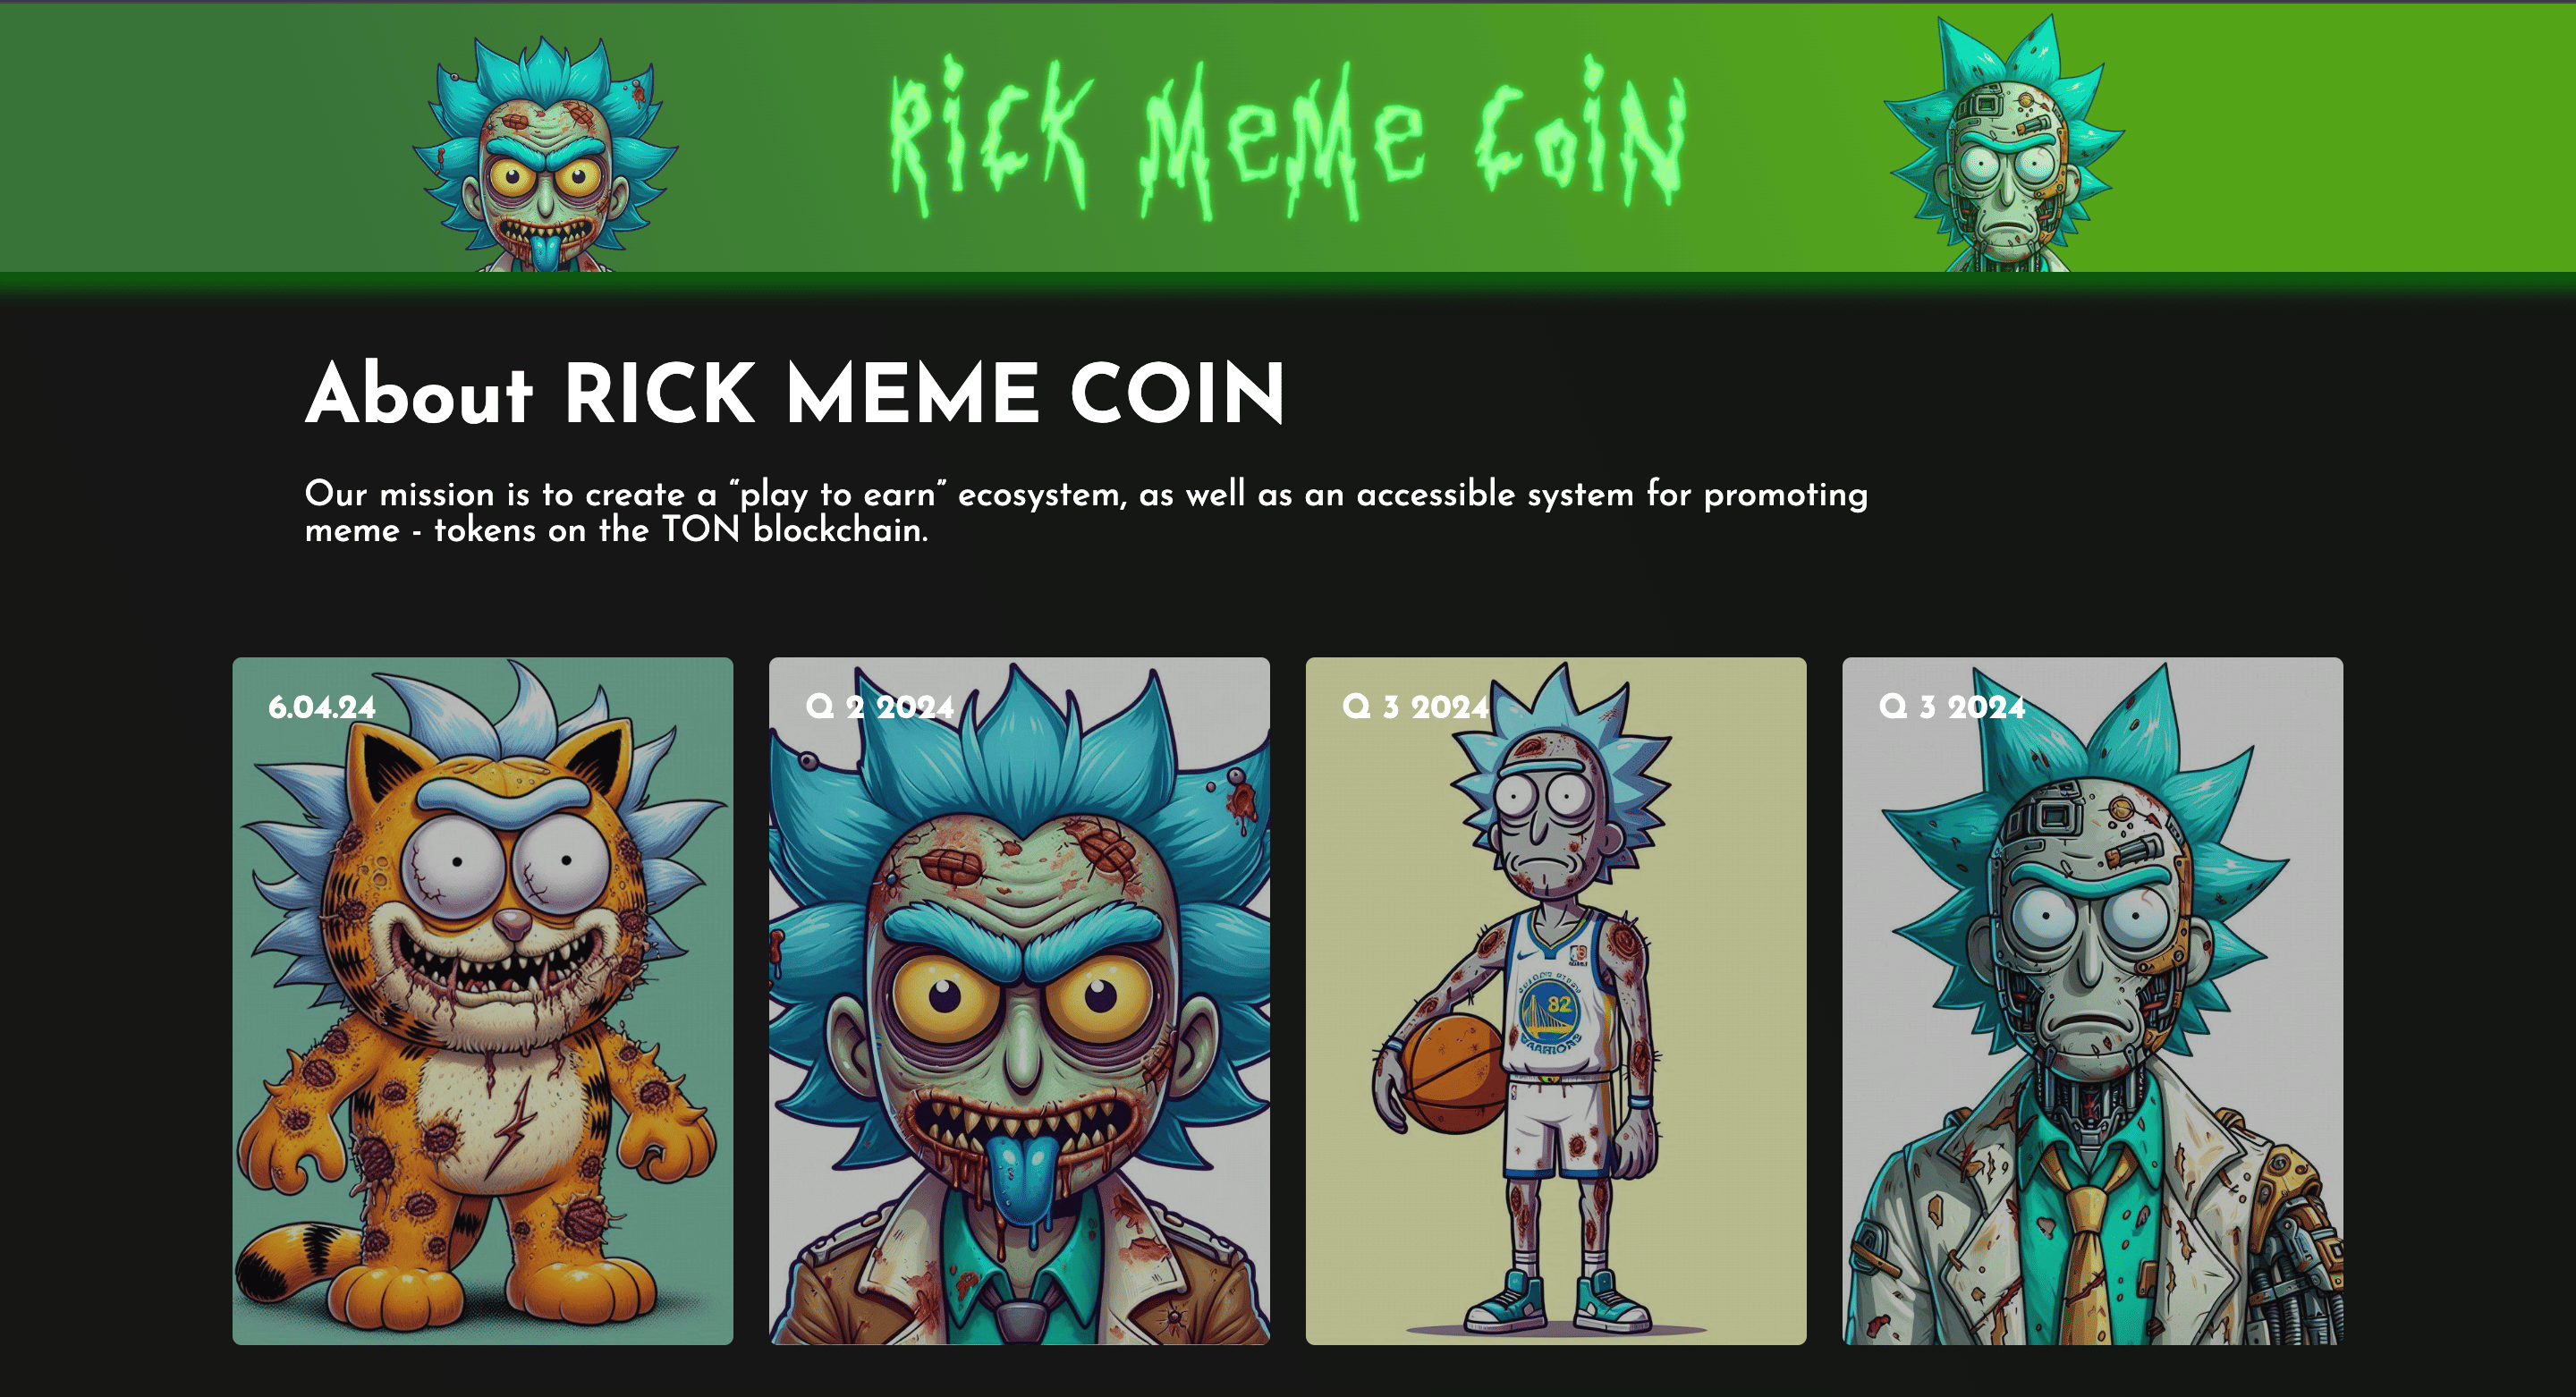 RiCK MeMe CoiN
About RICK MEME COIN
Our mission is to create a “play to earn” ecosystem, as well as an accessible system for promoting
meme - tokens on the TON blockchain.
6.04.24
Q 2 2024
Q 3 2024
82
Q 3 2024